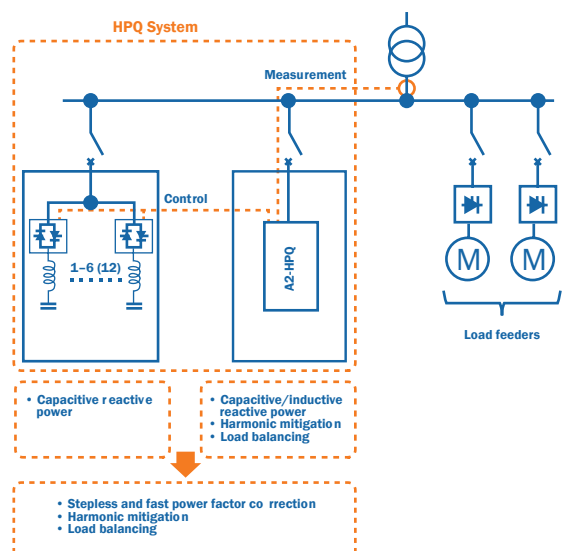 HPQ System
Measurement
Control
1–6 (12)
A2-HPQ
M
M
Load feeders
• Capacitive reactive
power
• Capacitive/inductive
reactive power
• Harmonic mitigation
• Load balancing
• Stepless and fast power factor correction
• Harmonic mitigation
• Load balancing